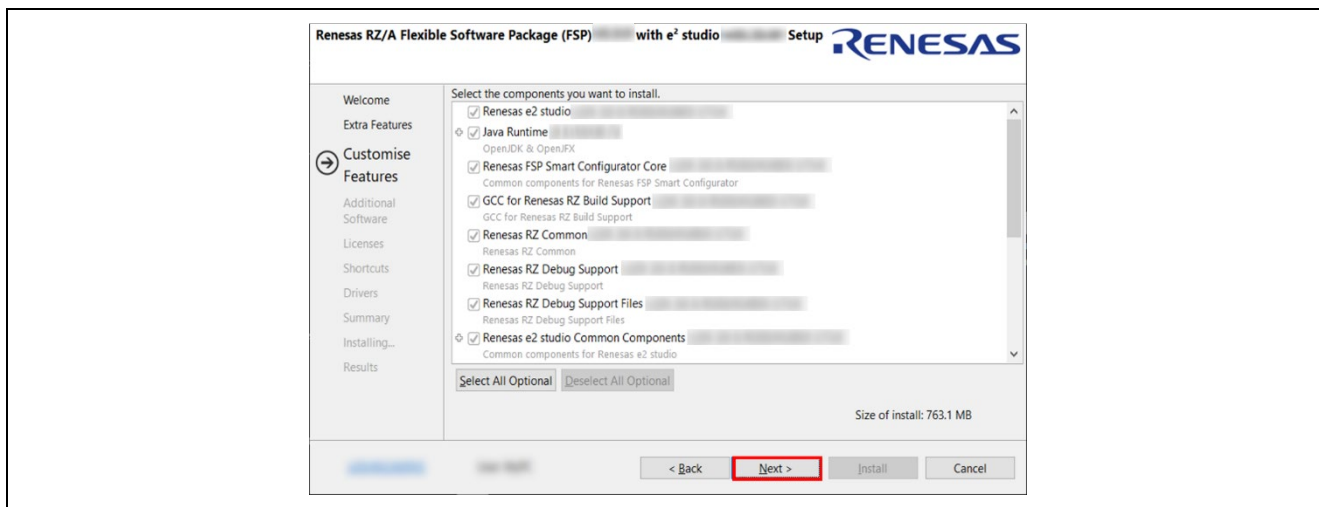 Renesas RZ/A Flexible Software Package (FSP) with e² studio Setup
RENESAS
Welcome
Extra Features
Customise
Features
Additional
Software
Licenses
Shortcuts
Drivers
Summary
Installing...
Results
Select the components you want to install.
Renesas e2 studio
Java Runtime
OpenJDK & OpenJFX
Renesas FSP Smart Configurator Core
Common components for Renesas FSP Smart Configurator
GCC for Renesas RZ Build Support
GCC for Renesas RZ Build Support
Renesas RZ Common
Renesas RZ Common
Renesas RZ Debug Support
Renesas RZ Debug Support
Renesas RZ Debug Support Files
Renesas RZ Debug Support Files
Renesas e2 studio Common Components
Common components for Renesas e2 studio
Select All Optional Deselect All Optional
Size of install: 763.1 MB
< Back Next > Install Cancel